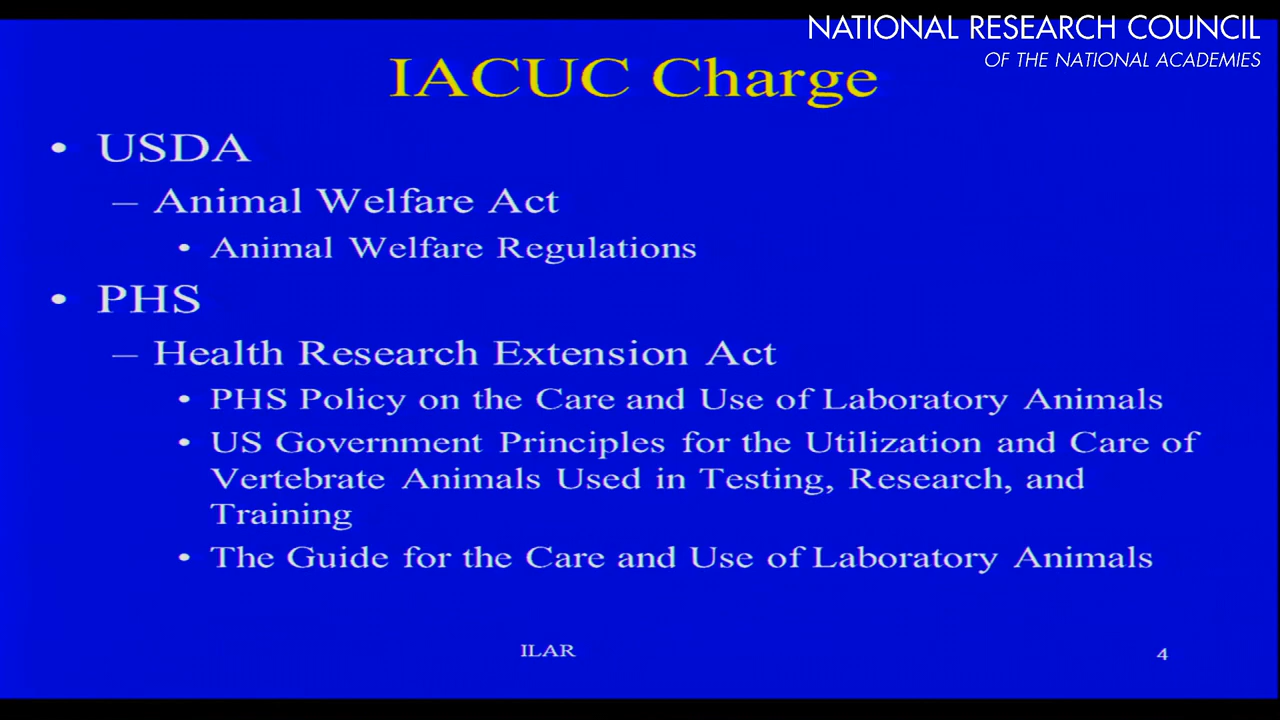 NATIONAL RESEARCH COUNCIL
OF THE NATIONAL ACADEMIES
IACUC Charge
• USDA
– Animal Welfare Act
• Animal Welfare Regulations
• PHS
– Health Research Extension Act
• PHS Policy on the Care and Use of Laboratory Animals
• US Government Principles for the Utilization and Care of
Vertebrate Animals Used in Testing, Research, and
Training
• The Guide for the Care and Use of Laboratory Animals
ILAR
4